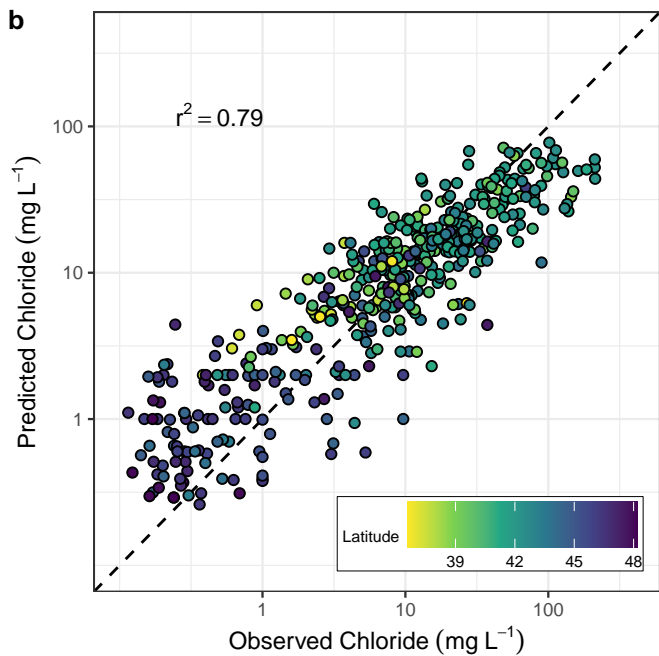 b
r² = 0.79
100
10
1
Predicted Chloride (mg L⁻¹)
Latitude
39 42 45 48
1 10 100
Observed Chloride (mg L⁻¹)